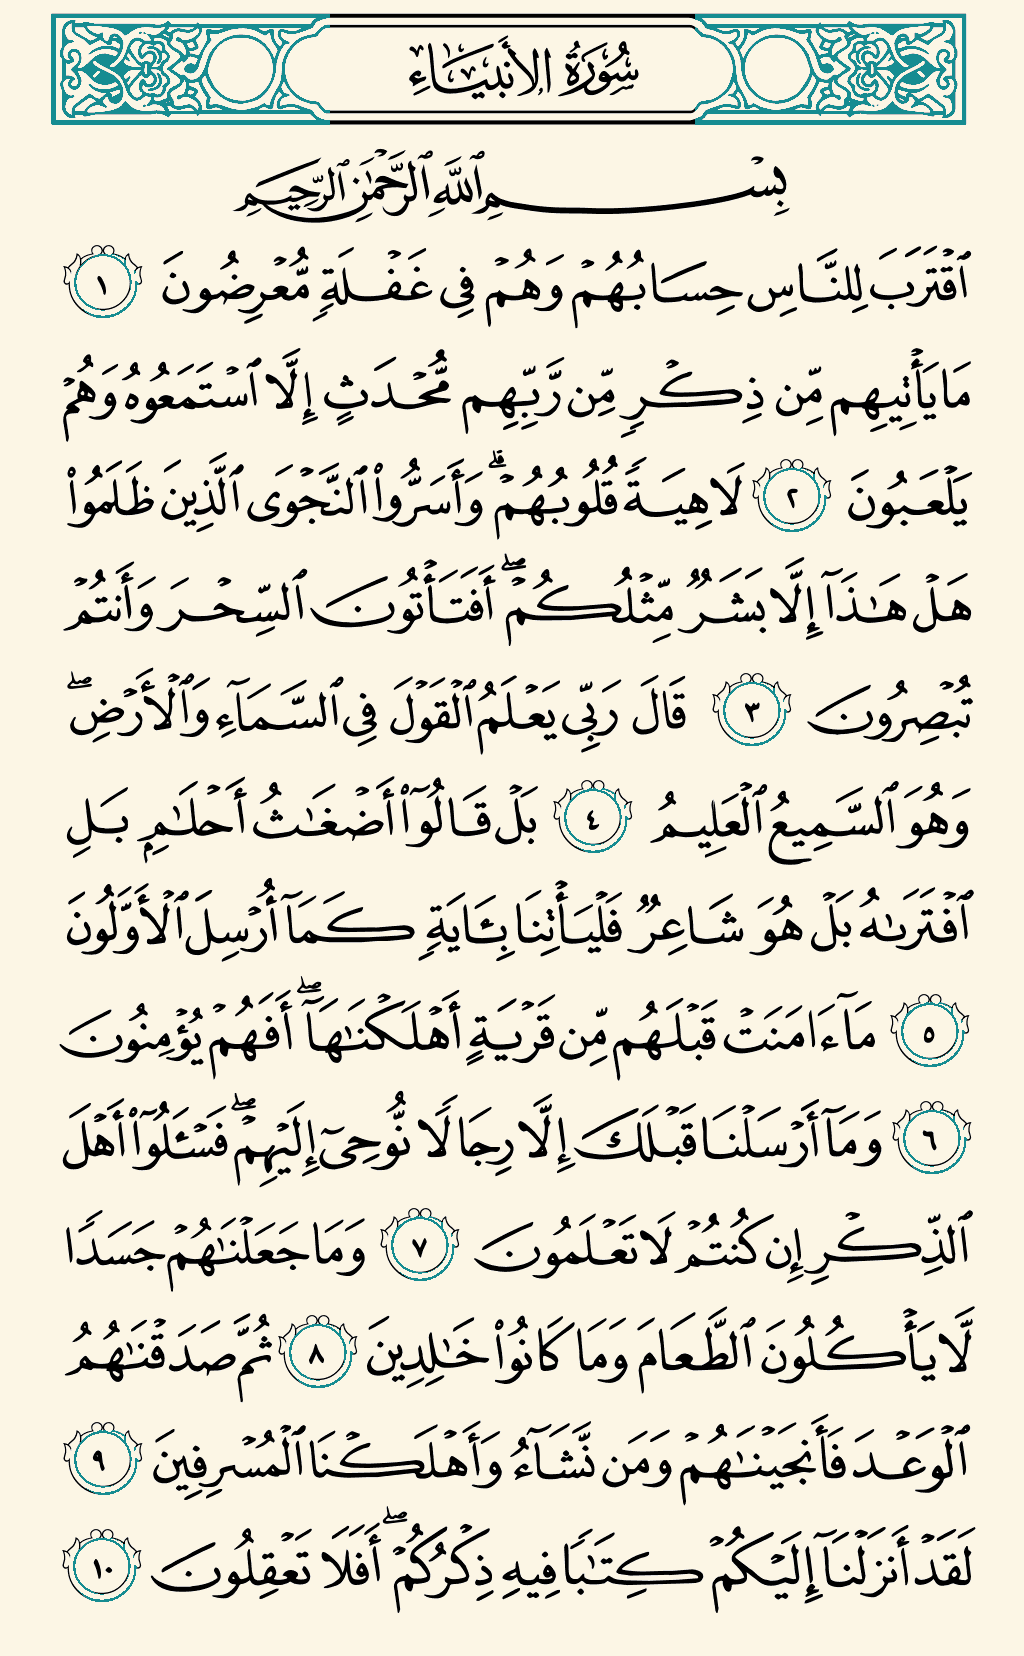 سُورَةُ الأَنبِيَاءِ
بِسْمِ ٱللَّهِ ٱلرَّحْمَٰنِ ٱلرَّحِيمِ
ٱقْتَرَبَ لِلنَّاسِ حِسَابُهُمْ وَهُمْ فِى غَفْلَةٍ مُّعْرِضُونَ ١
مَا يَأْتِيهِم مِّن ذِكْرٍ مِّن رَّبِّهِم مُّحْدَثٍ إِلَّا ٱسْتَمَعُوهُ وَهُمْ
يَلْعَبُونَ ٢ لَاهِيَةً قُلُوبُهُمْ ۗ وَأَسَرُّوا۟ ٱلنَّجْوَى ٱلَّذِينَ ظَلَمُوا۟
هَلْ هَـٰذَآ إِلَّا بَشَرٌ مِّثْلُكُمْ ۖ أَفَتَأْتُونَ ٱلسِّحْرَ وَأَنتُمْ
تُبْصِرُونَ ٣ قَالَ رَبِّى يَعْلَمُ ٱلْقَوْلَ فِى ٱلسَّمَآءِ وَٱلْأَرْضِ ۖ
وَهُوَ ٱلسَّمِيعُ ٱلْعَلِيمُ ٤ بَلْ قَالُوٓا۟ أَضْغَـٰثُ أَحْلَـٰمٍ بَلِ
ٱفْتَرَىٰهُ بَلْ هُوَ شَاعِرٌ فَلْيَأْتِنَا بِـَٔايَةٍ كَمَآ أُرْسِلَ ٱلْأَوَّلُونَ
٥ مَآ ءَامَنَتْ قَبْلَهُم مِّن قَرْيَةٍ أَهْلَكْنَـٰهَآ ۖ أَفَهُمْ يُؤْمِنُونَ
٦ وَمَآ أَرْسَلْنَا قَبْلَكَ إِلَّا رِجَالًا نُّوحِىٓ إِلَيْهِمْ ۖ فَسْـَٔلُوٓا۟ أَهْلَ
ٱلذِّكْرِ إِن كُنتُمْ لَا تَعْلَمُونَ ٧ وَمَا جَعَلْنَـٰهُمْ جَسَدًا
لَّا يَأْكُلُونَ ٱلطَّعَامَ وَمَا كَانُوا۟ خَـٰلِدِينَ ٨ ثُمَّ صَدَقْنَـٰهُمُ
ٱلْوَعْدَ فَأَنجَيْنَـٰهُمْ وَمَن نَّشَآءُ وَأَهْلَكْنَا ٱلْمُسْرِفِينَ ٩
لَقَدْ أَنزَلْنَآ إِلَيْكُمْ كِتَـٰبًا فِيهِ ذِكْرُكُمْ ۖ أَفَلَا تَعْقِلُونَ ١٠